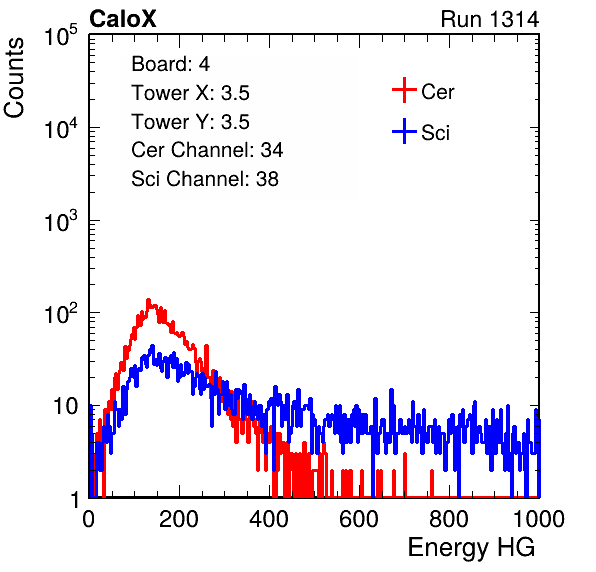 CaloX Run 1314
Counts
Board: 4
Tower X: 3.5
Tower Y: 3.5
Cer Channel: 34
Sci Channel: 38
Cer
Sci
10^5
10^4
10^3
10^2
10
1
0 200 400 600 800 1000
Energy HG